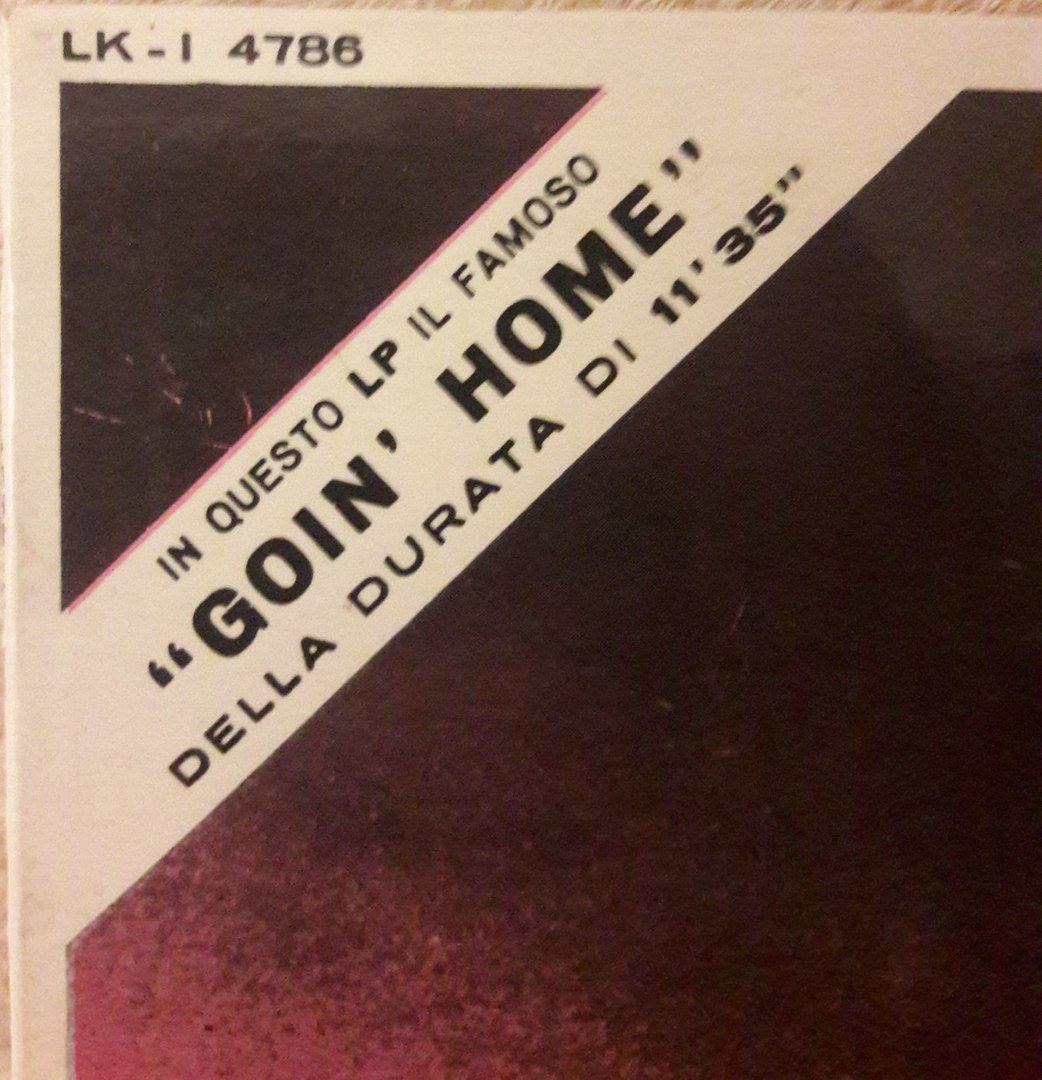 LK-I 4786
IN QUESTO LP IL FAMOSO
“GOIN’ HOME”
DELLA DURATA DI 11’ 35”